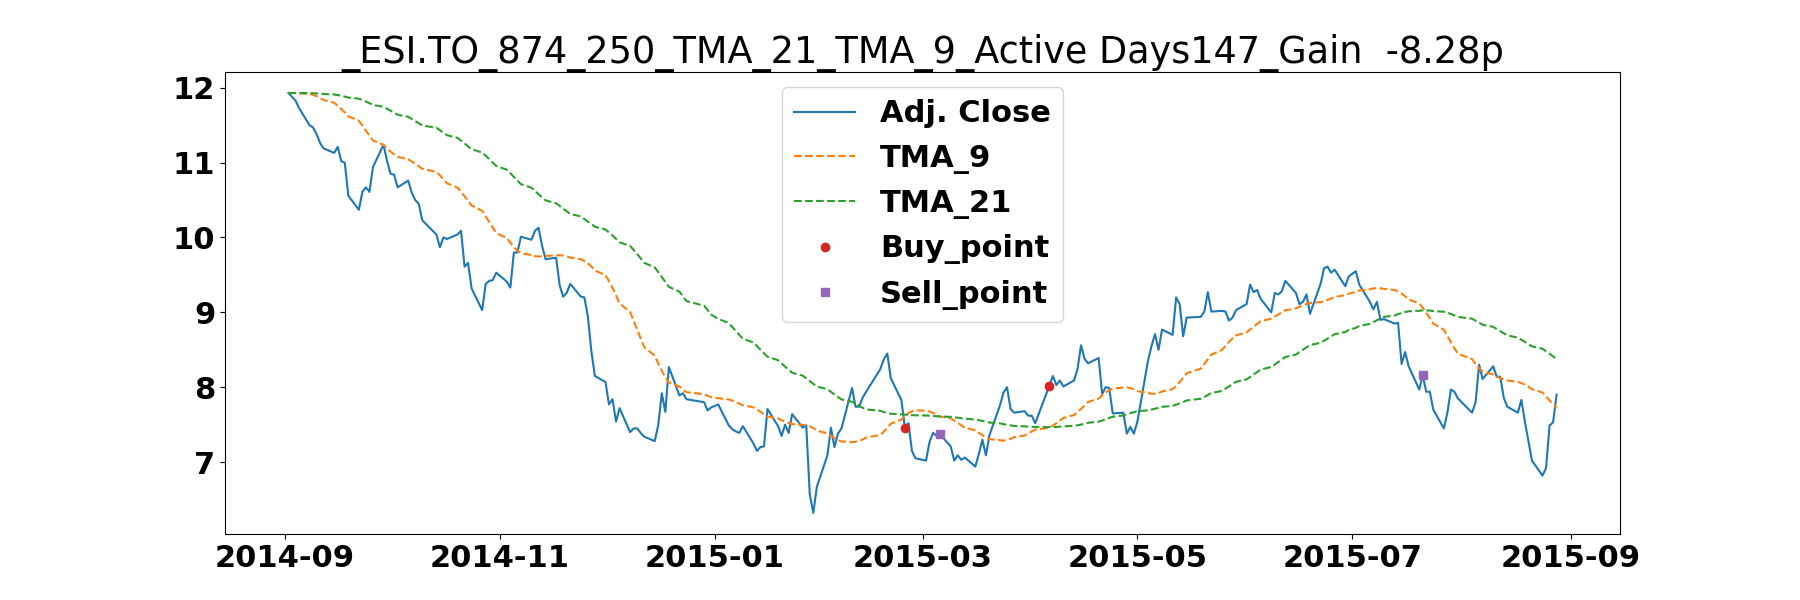 _ESI.TO_874_250_TMA_21_TMA_9_Active Days147_Gain  -8.28p
12
11
10
9
8
7
Adj. Close
TMA_9
TMA_21
Buy_point
Sell_point
2014-09 2014-11 2015-01 2015-03 2015-05 2015-07 2015-09